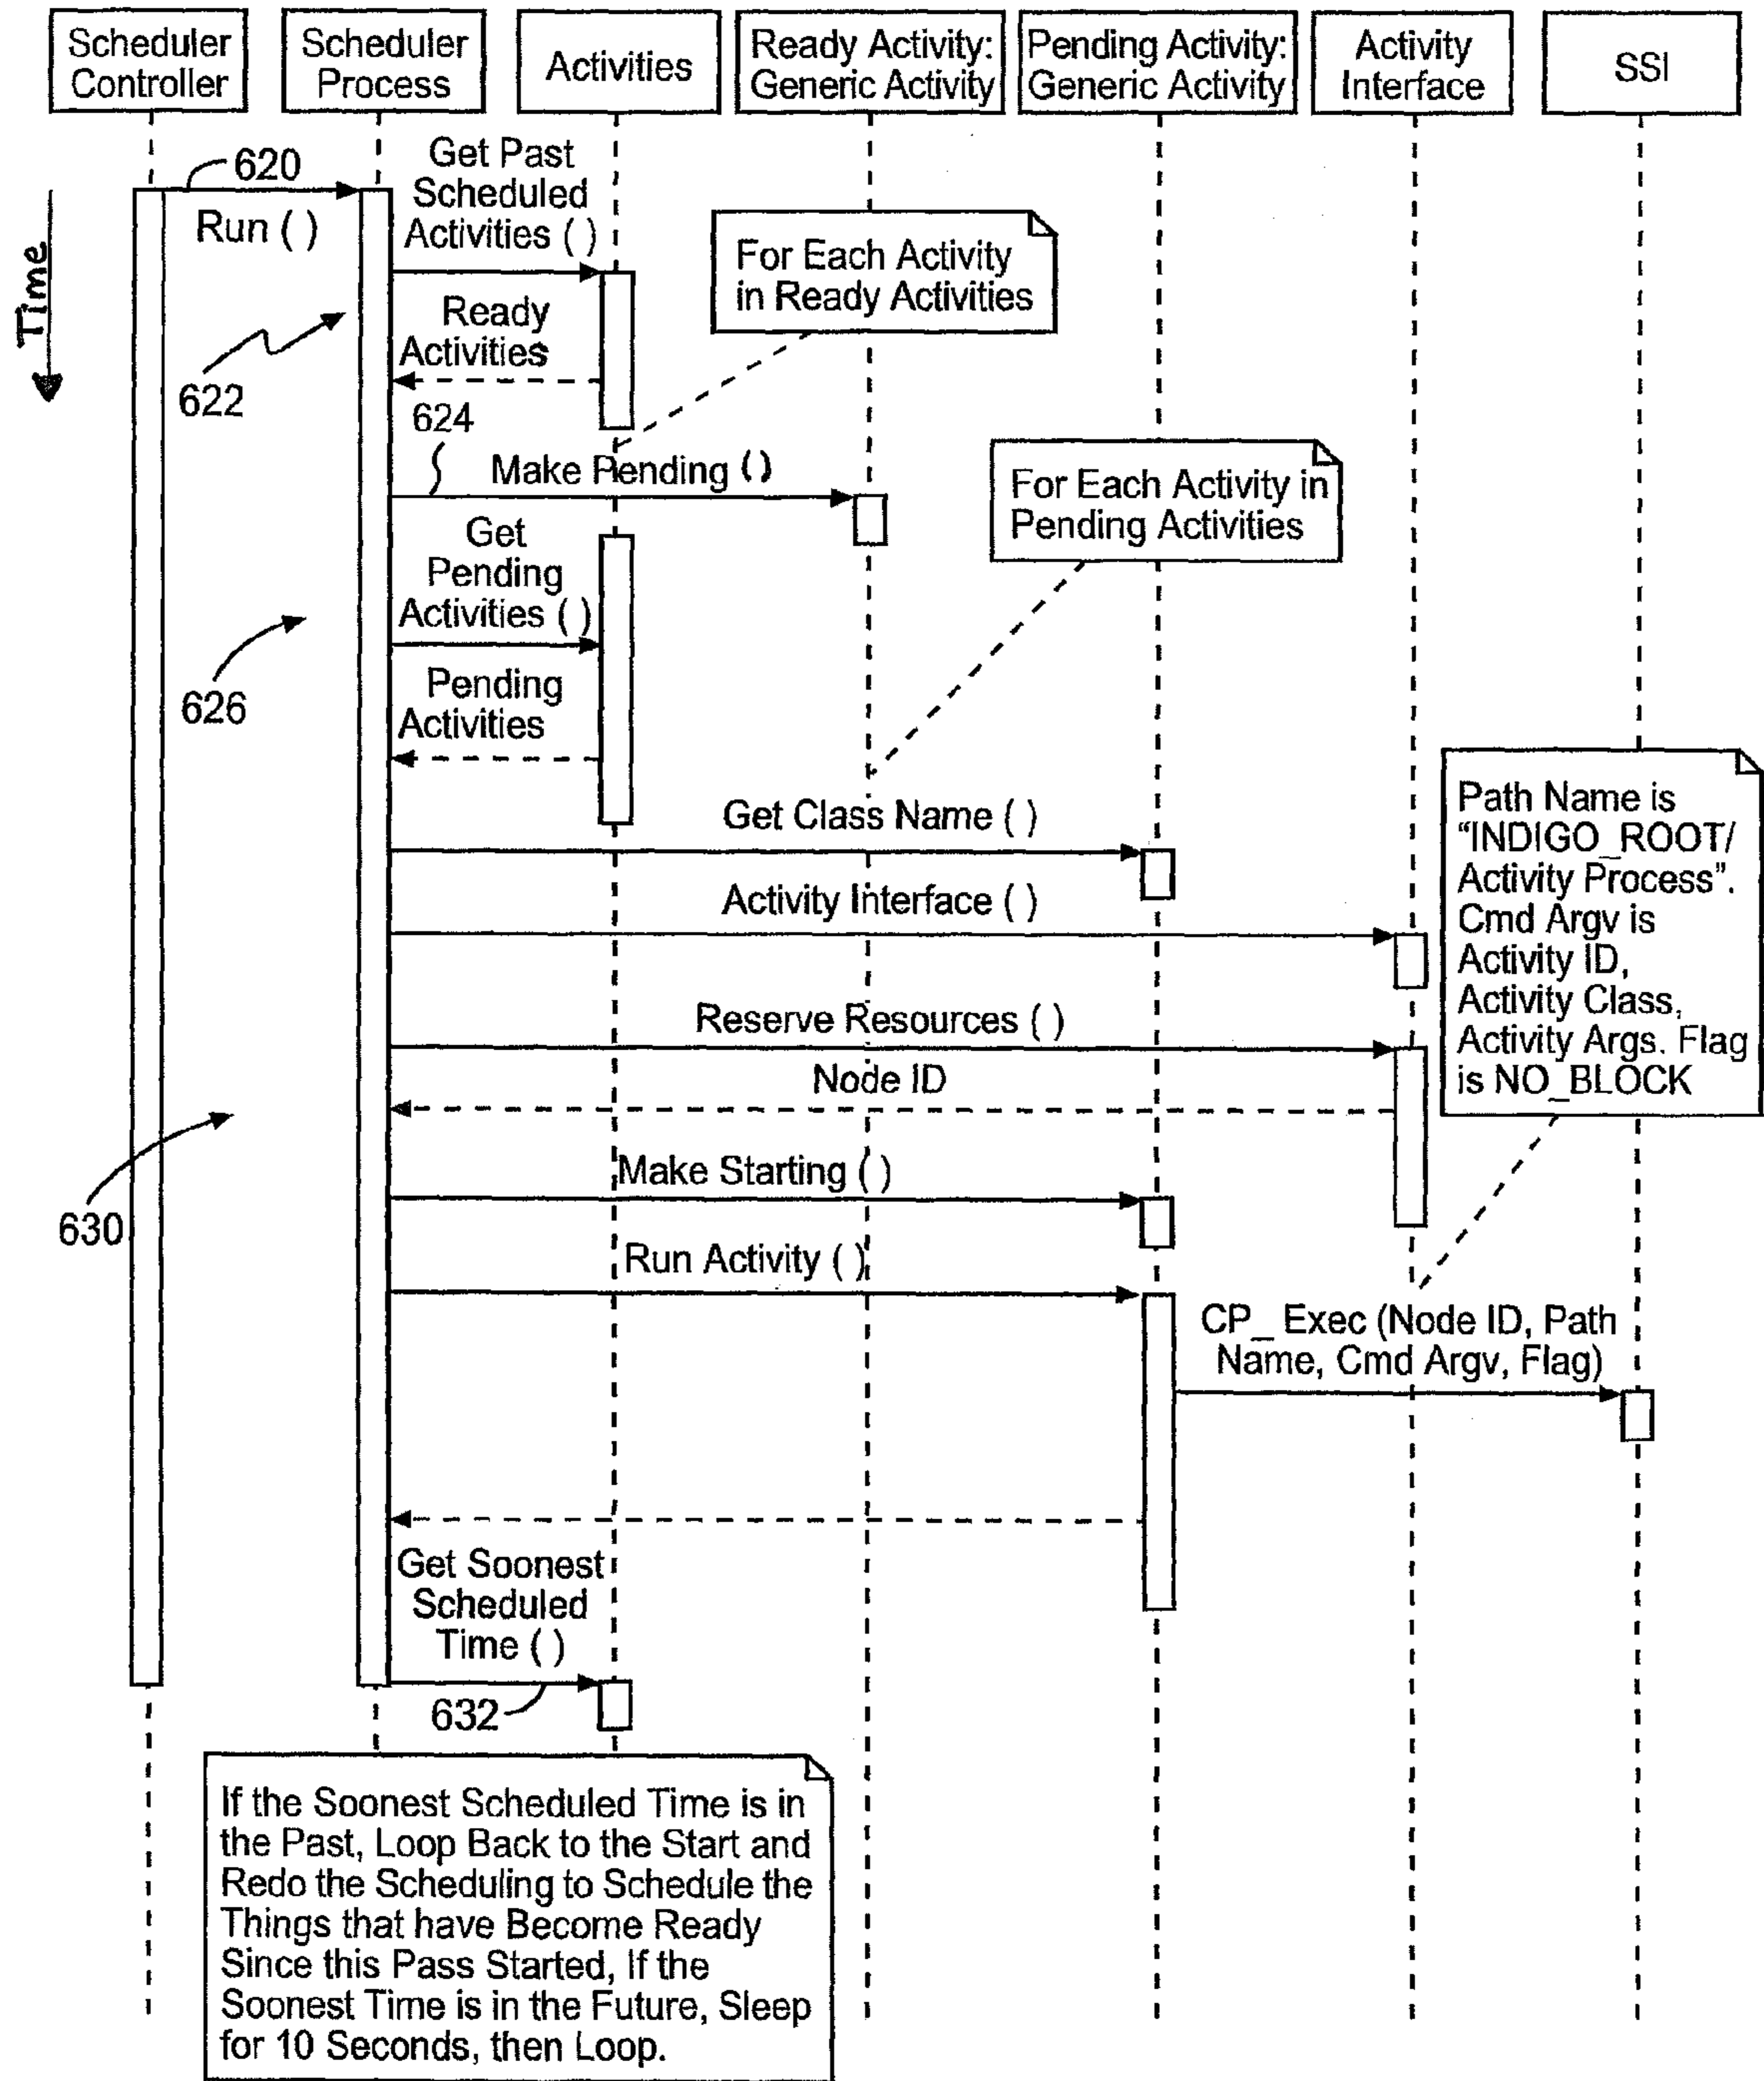 Scheduler
Controller
Scheduler
Process
Activities
Ready Activity:
Generic Activity
Pending Activity:
Generic Activity
Activity
Interface
SSI
620
Run ( )
Time
Get Past
Scheduled
Activities ( )
For Each Activity
in Ready Activities
Ready
Activities
622
624
Make Pending ()
For Each Activity in
Pending Activities
Get
Pending
Activities ( )
626
Pending
Activities
Get Class Name ( )
Path Name is
“INDIGO_ROOT/
Activity Process”.
Cmd Argv is
Activity ID,
Activity Class,
Activity Args. Flag
is NO_BLOCK
Activity Interface ( )
Reserve Resources ( )
Node ID
630
Make Starting ( )
Run Activity ( )
CP_ Exec (Node ID, Path
Name, Cmd Argv, Flag)
Get Soonest
Scheduled
Time ( )
632
If the Soonest Scheduled Time is in
the Past, Loop Back to the Start and
Redo the Scheduling to Schedule the
Things that have Become Ready
Since this Pass Started, If the
Soonest Time is in the Future, Sleep
for 10 Seconds, then Loop.